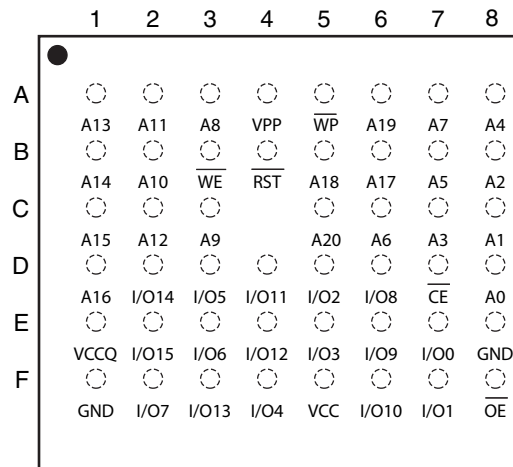 1 2 3 4 5 6 7 8
A
A13 A11 A8 VPP WP A19 A7 A4
B
A14 A10 WE RST A18 A17 A5 A2
C
A15 A12 A9 A20 A6 A3 A1
D
A16 I/O14 I/O5 I/O11 I/O2 I/O8 CE A0
E
VCCQ I/O15 I/O6 I/O12 I/O3 I/O9 I/O0 GND
F
GND I/O7 I/O13 I/O4 VCC I/O10 I/O1 OE